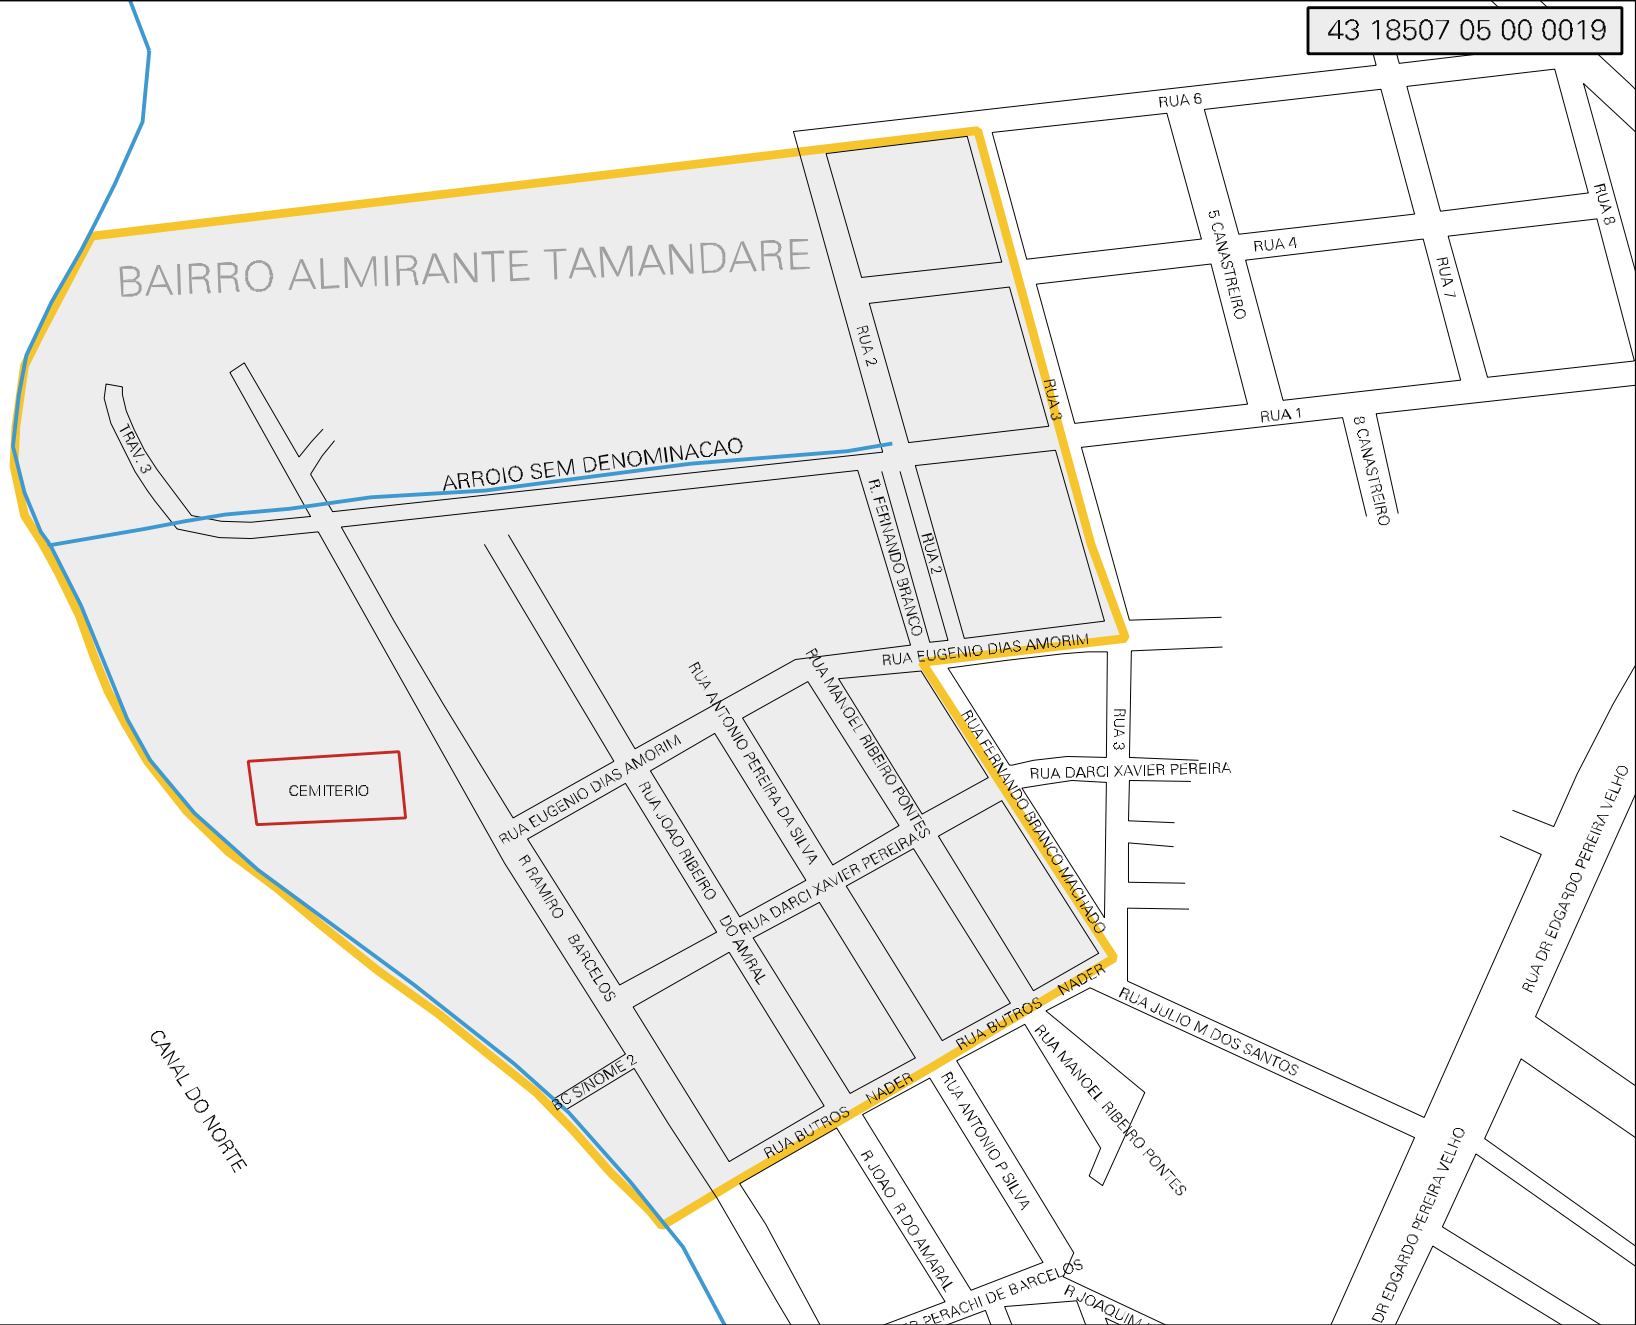 43 18507 05 00 0019
RUA 6
RUA 8
5 CANASTREIRO
RUA 4
RUA 7
BAIRRO ALMIRANTE TAMANDARE
RUA 2
RUA 3
RUA 1
8 CANASTREIRO
TRAV. 3
ARROIO SEM DENOMINACAO
R. FERNANDO BRANCO
RUA 2
RUA EUGENIO DIAS AMORIM
RUA ANTONIO PEREIRA DA SILVA
RUA MANOEL RIBEIRO PONTES
RUA FERNANDO BRANCO MACHADO
RUA 3
RUA DARCI XAVIER PEREIRA
RUA EUGENIO DIAS AMORIM
CEMITERIO
RUA JOAO RIBEIRO DO AMRAL
RUA DARCI XAVIER PEREIRA
R RAMIRO BARCELOS
RUA DR EDGARDO PEREIRA VELHO
RUA BUTROS NADER
RUA JULIO M DOS SANTOS
CANAL DO NORTE
BC S/NOME 2
RUA BUTROS NADER
RUA MANOEL RIBEIRO PONTES
RUA ANTONIO P SILVA
R JOAO R DO AMARAL
DR EDGARDO PEREIRA VELHO
PERACHI DE BARCELOS
R JOAQUIM